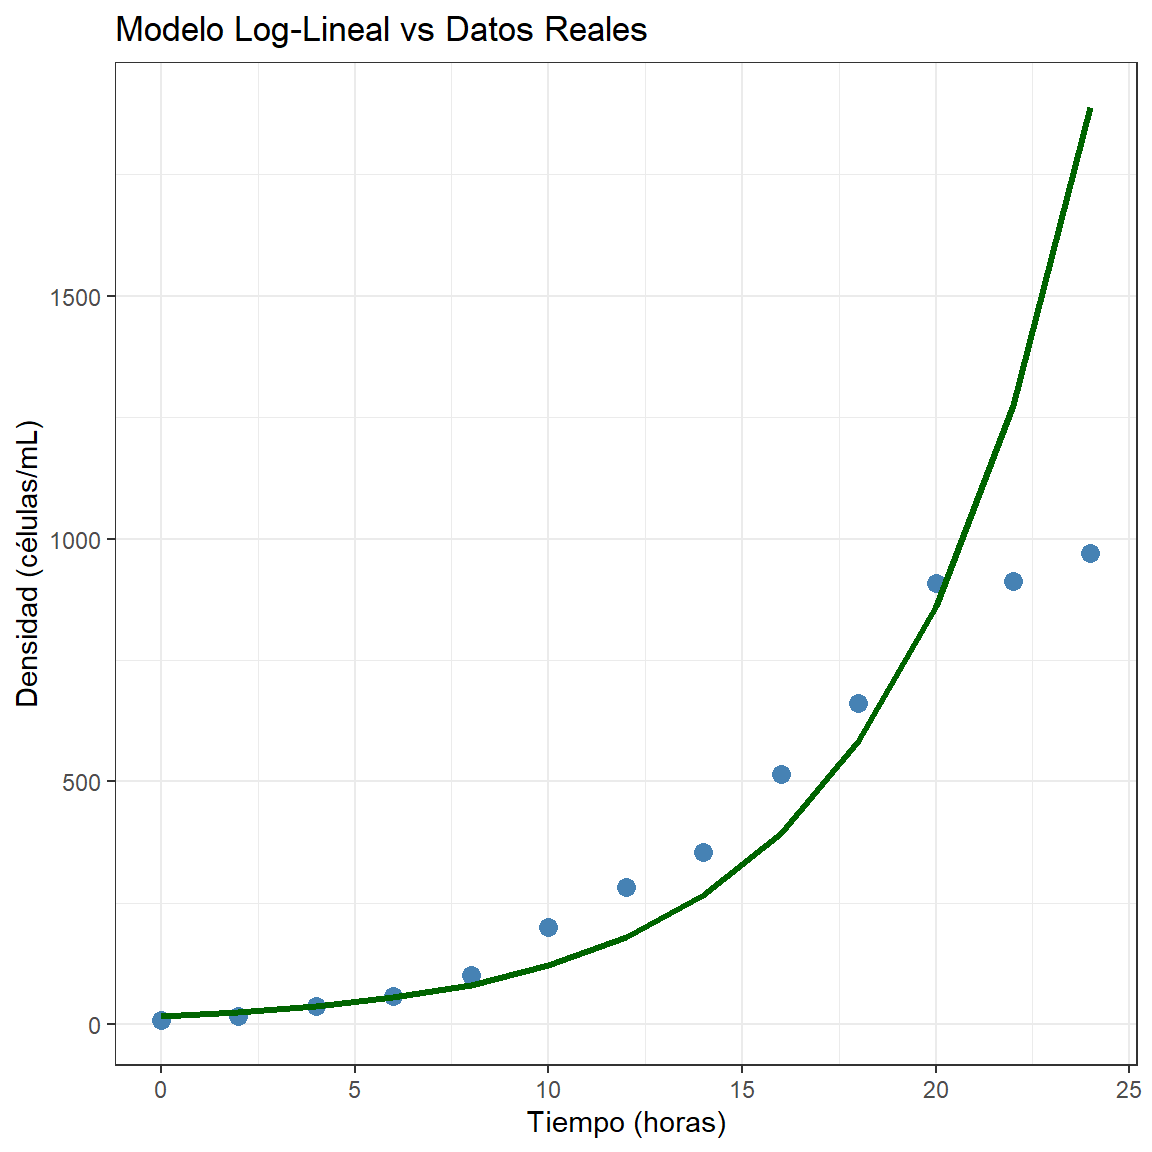 Modelo Log-Lineal vs Datos Reales
1500
1000
500
0
Densidad (células/mL)
0 5 10 15 20 25
Tiempo (horas)